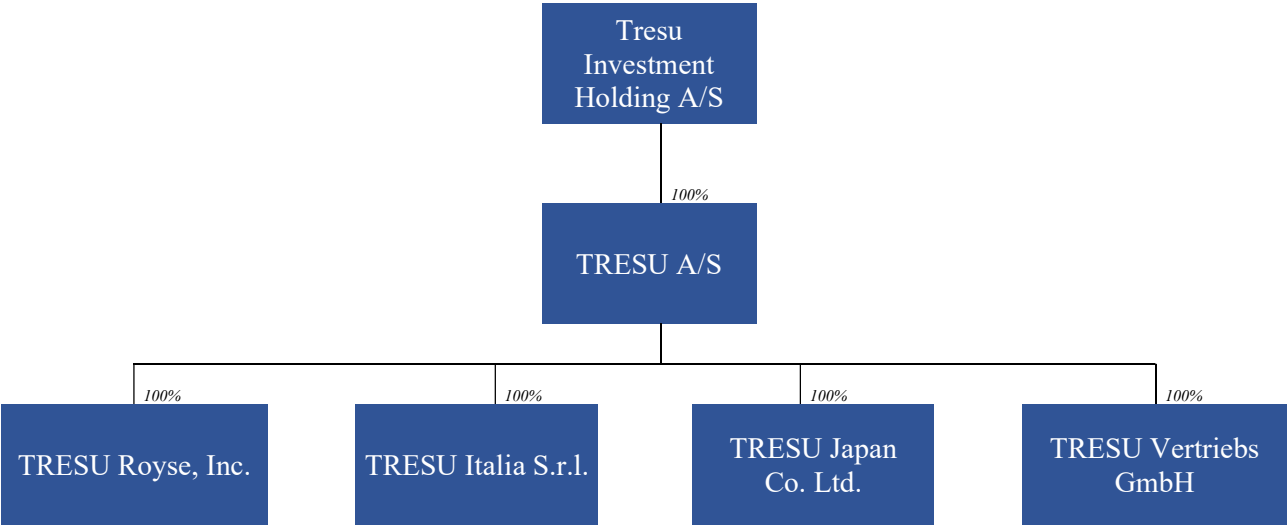 Tresu
Investment
Holding A/S
100%
TRESU A/S
100%
100%
100%
100%
TRESU Royse, Inc.
TRESU Italia S.r.l.
TRESU Japan
Co. Ltd.
TRESU Vertriebs
GmbH